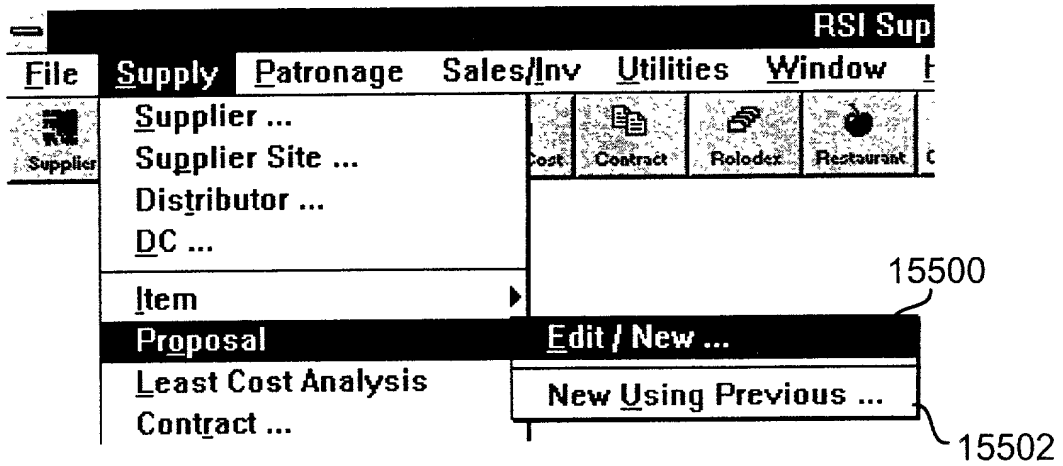 RSI Sup
File Supply Patronage Sales/Inv Utilities Window
Supplier Cost Contract Rolodex Restaurant
Supplier ...
Supplier Site ...
Distributor ...
DC ...
Item
Proposal
Least Cost Analysis
Contract ...
15500
Edit / New ...
New Using Previous ...
15502